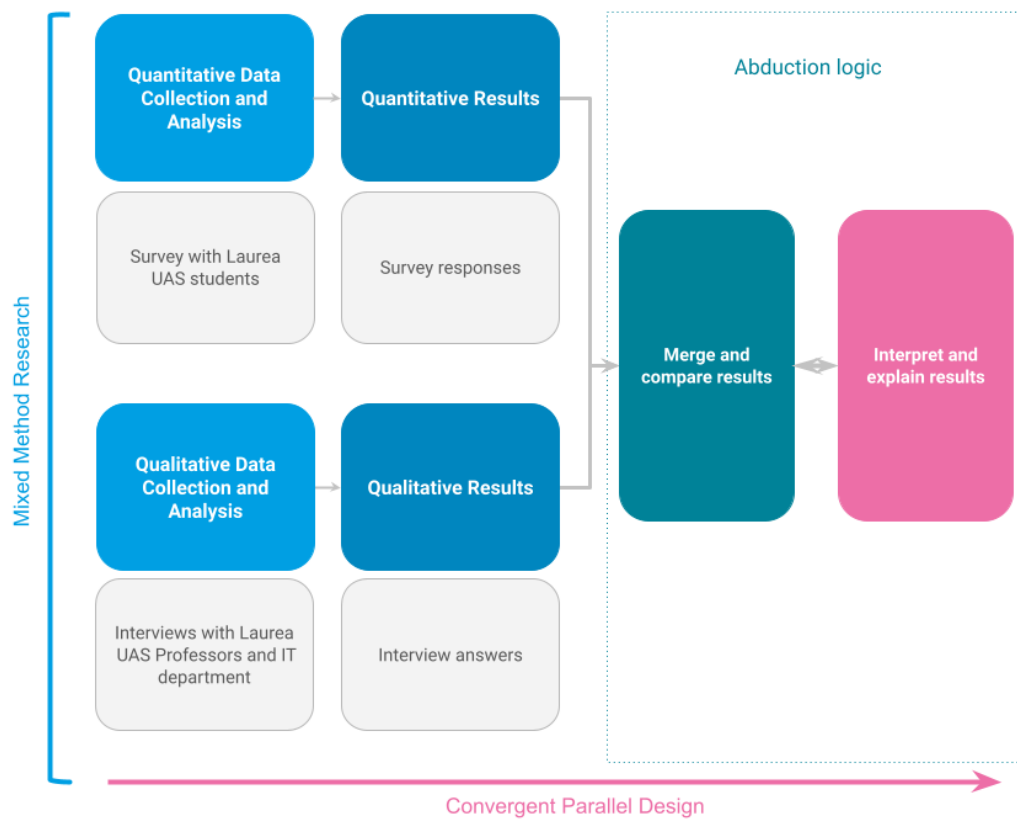 Mixed Method Research
Quantitative Data
Collection and
Analysis
Quantitative Results
Survey with Laurea
UAS students
Survey responses
Qualitative Data
Collection and
Analysis
Qualitative Results
Interviews with Laurea
UAS Professors and IT
department
Interview answers
Abduction logic
Merge and
compare results
Interpret and
explain results
Convergent Parallel Design